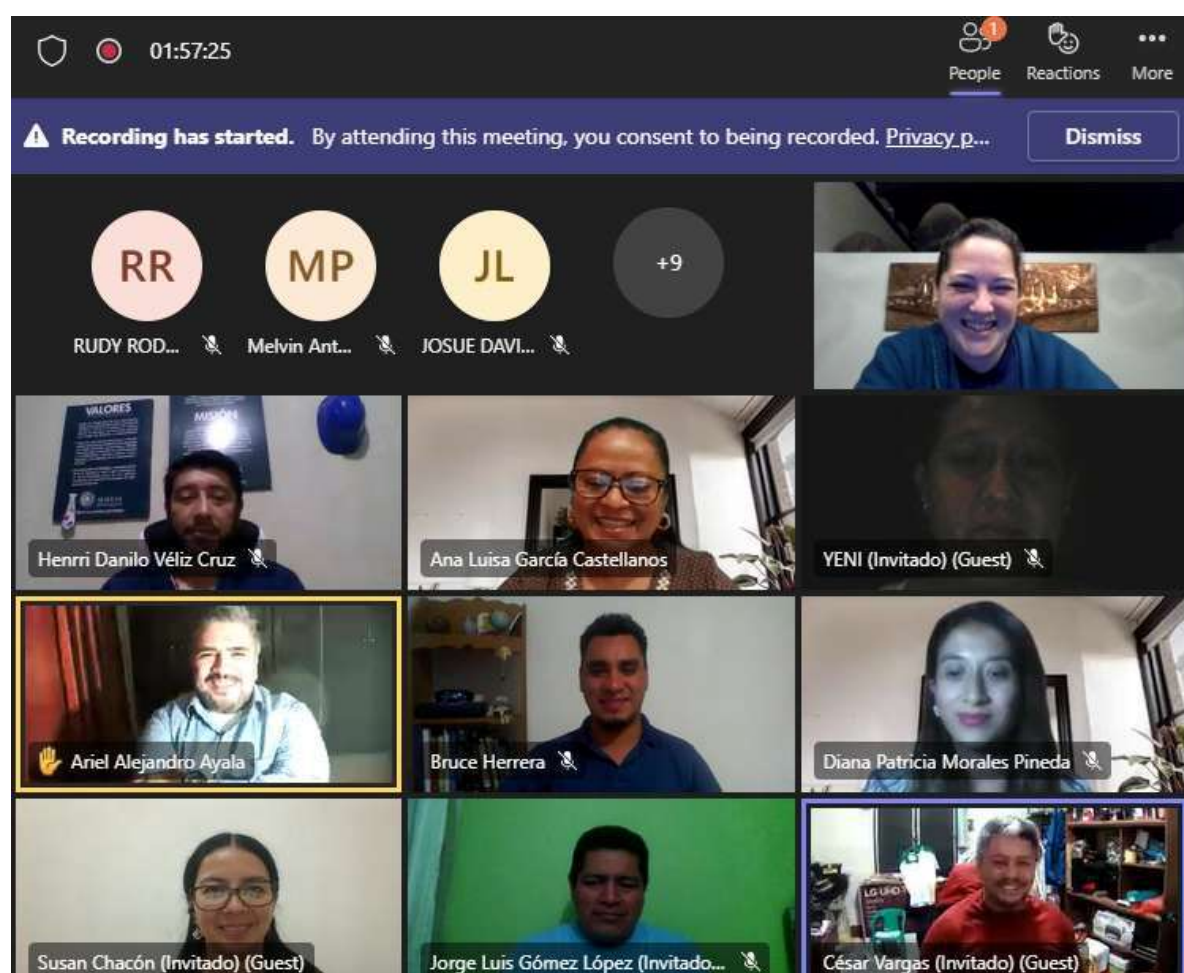 01:57:25
People
1
Reactions
More
Recording has started. By attending this meeting, you consent to being recorded. Privacy p...
Dismiss
RR
MP
JL
+9
RUDY ROD...
Melvin Ant...
JOSUE DAVI...
VALORES
MISIÓN
Henrri Danilo Véliz Cruz
Ana Luisa García Castellanos
YENI (Invitado) (Guest)
Ariel Alejandro Ayala
Bruce Herrera
Diana Patricia Morales Pineda
LG UHD
Susan Chacón (Invitado) (Guest)
Jorge Luis Gómez López (Invitado...
César Vargas (Invitado) (Guest)